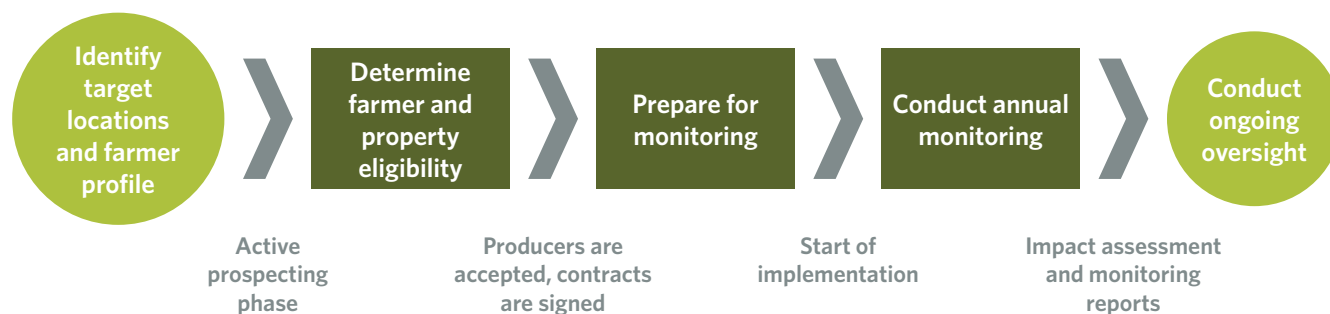 Identify
target
locations
and farmer
profile
Determine
farmer and
property
eligibility
Prepare for
monitoring
Conduct annual
monitoring
Conduct
ongoing
oversight
Active
prospecting
phase
Producers are
accepted, contracts
are signed
Start of
implementation
Impact assessment
and monitoring
reports